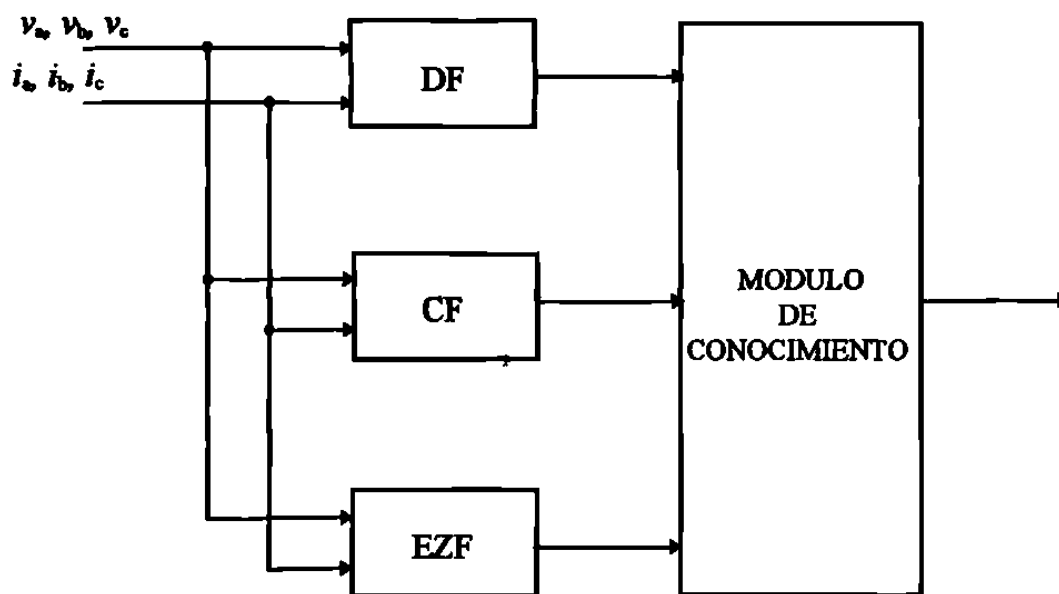 va, vb, vc
ia, ib, ic
DF
CF
EZF
MODULO
DE
CONOCIMIENTO